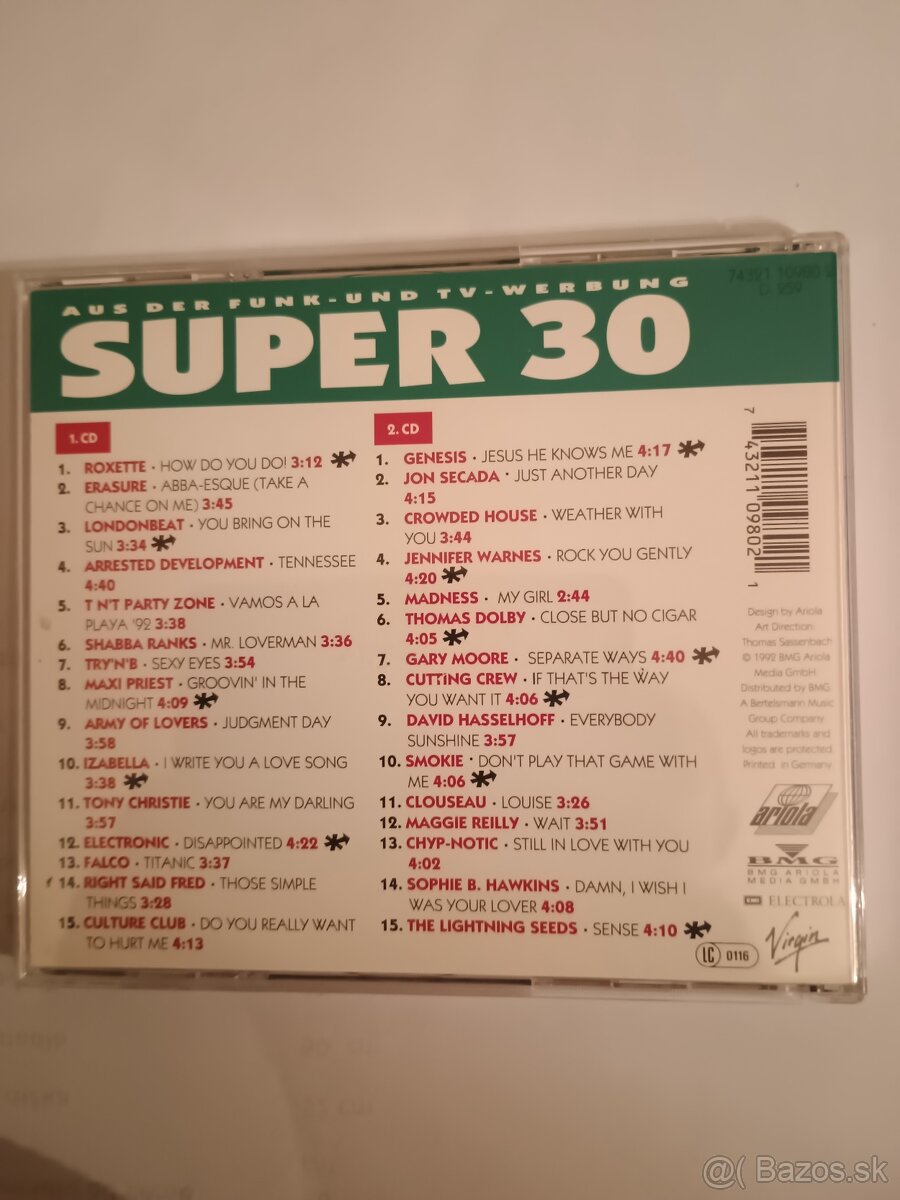 74321 10980 2
D: 959
AUS DER FUNK-UND TV-WERBUNG
SUPER 30
1. CD
1. ROXETTE · HOW DO YOU DO! 3:12
2. ERASURE · ABBA-ESQUE (TAKE A
CHANCE ON ME) 3:45
3. LONDONBEAT · YOU BRING ON THE
SUN 3:34
4. ARRESTED DEVELOPMENT · TENNESSEE
4:40
5. T N'T PARTY ZONE · VAMOS A LA
PLAYA '92 3:38
6. SHABBA RANKS · MR. LOVERMAN 3:36
7. TRY'N'B · SEXY EYES 3:54
8. MAXI PRIEST · GROOVIN' IN THE
MIDNIGHT 4:09
9. ARMY OF LOVERS · JUDGMENT DAY
3:58
10. IZABELLA · I WRITE YOU A LOVE SONG
3:38
11. TONY CHRISTIE · YOU ARE MY DARLING
3:57
12. ELECTRONIC · DISAPPOINTED 4:22
13. FALCO · TITANIC 3:37
14. RIGHT SAID FRED · THOSE SIMPLE
THINGS 3:28
15. CULTURE CLUB · DO YOU REALLY WANT
TO HURT ME 4:13
2. CD
1. GENESIS · JESUS HE KNOWS ME 4:17
2. JON SECADA · JUST ANOTHER DAY
4:15
3. CROWDED HOUSE · WEATHER WITH
YOU 3:44
4. JENNIFER WARNES · ROCK YOU GENTLY
4:20
5. MADNESS · MY GIRL 2:44
6. THOMAS DOLBY · CLOSE BUT NO CIGAR
4:05
7. GARY MOORE · SEPARATE WAYS 4:40
8. CUTTING CREW · IF THAT'S THE WAY
YOU WANT IT 4:06
9. DAVID HASSELHOFF · EVERYBODY
SUNSHINE 3:57
10. SMOKIE · DON'T PLAY THAT GAME WITH
ME 4:06
11. CLOUSEAU · LOUISE 3:26
12. MAGGIE REILLY · WAIT 3:51
13. CHYP-NOTIC · STILL IN LOVE WITH YOU
4:02
14. SOPHIE B. HAWKINS · DAMN, I WISH I
WAS YOUR LOVER 4:08
15. THE LIGHTNING SEEDS · SENSE 4:10
7 43211 09802 1
Design by Ariola
Art Direction:
Thomas Sassenbach
© 1992 BMG Ariola
Media GmbH
Distributed by BMG
A Bertelsmann Music
Group Company
All trademarks and
logos are protected.
Printed in Germany
ariola
BMG
BMG ARIOLA
MEDIA GMBH
EMI ELECTROLA
Virgin
LC 0116
@( Bazos.sk